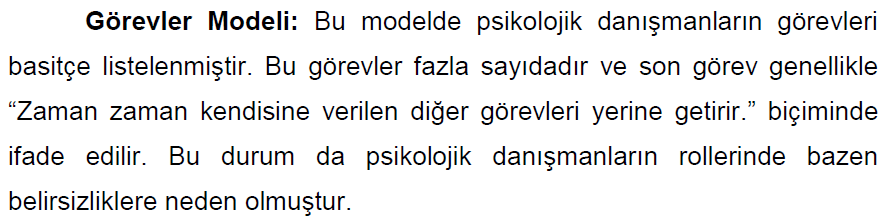 Görevler Modeli: Bu modelde psikolojik danışmanların görevleri
basitçe listelenmiştir. Bu görevler fazla sayıdadır ve son görev genellikle
“Zaman zaman kendisine verilen diğer görevleri yerine getirir.” biçiminde
ifade edilir. Bu durum da psikolojik danışmanların rollerinde bazen
belirsizliklere neden olmuştur.